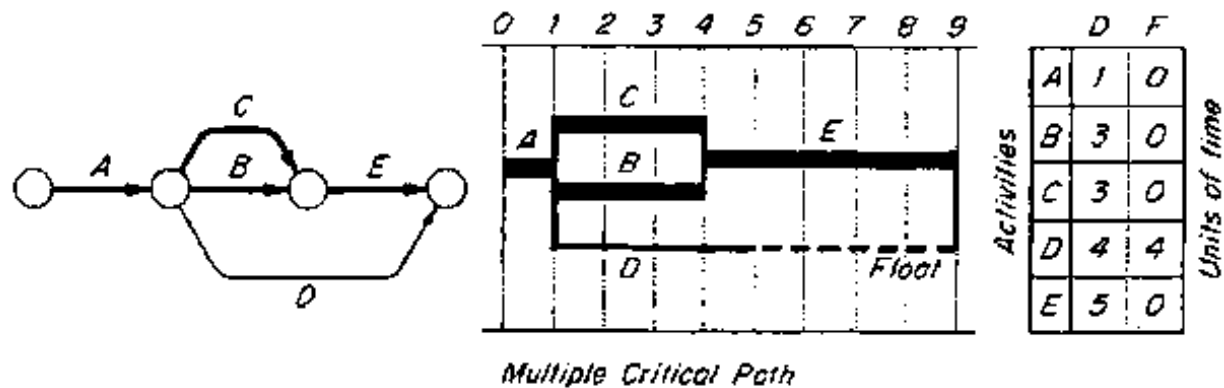 0 1 2 3 4 5 6 7 8 9
D F
A 1 0
B 3 0
C 3 0
D 4 4
E 5 0
Activities
Units of time
C
A B E
D
C
A
B
E
D
Float
Multiple Critical Path